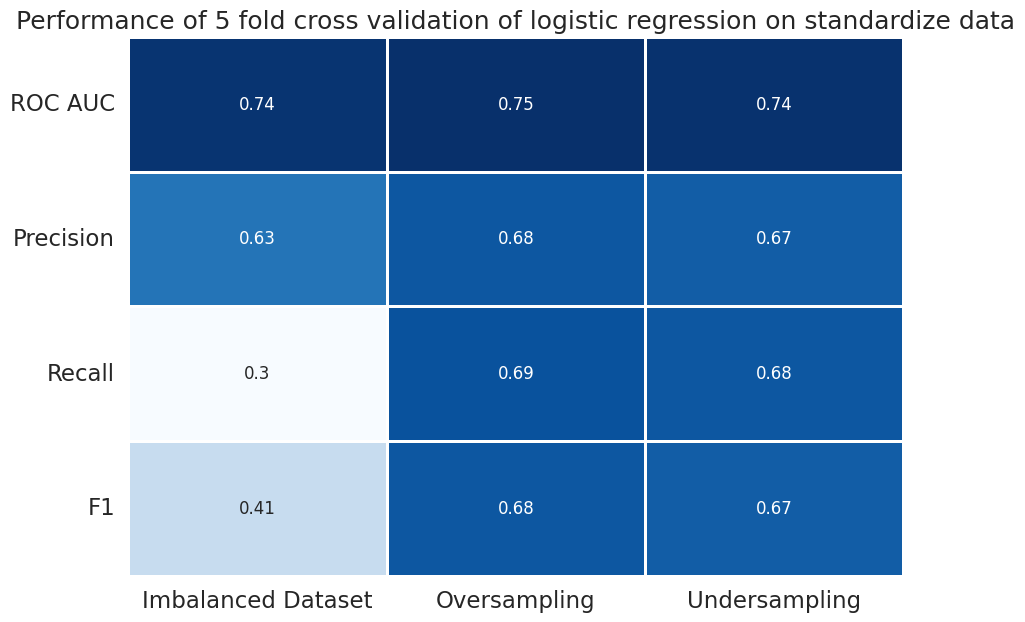 Performance of 5 fold cross validation of logistic regression on standardize data
ROC AUC 0.74 0.75 0.74
Precision 0.63 0.68 0.67
Recall 0.3 0.69 0.68
F1 0.41 0.68 0.67
Imbalanced Dataset Oversampling Undersampling